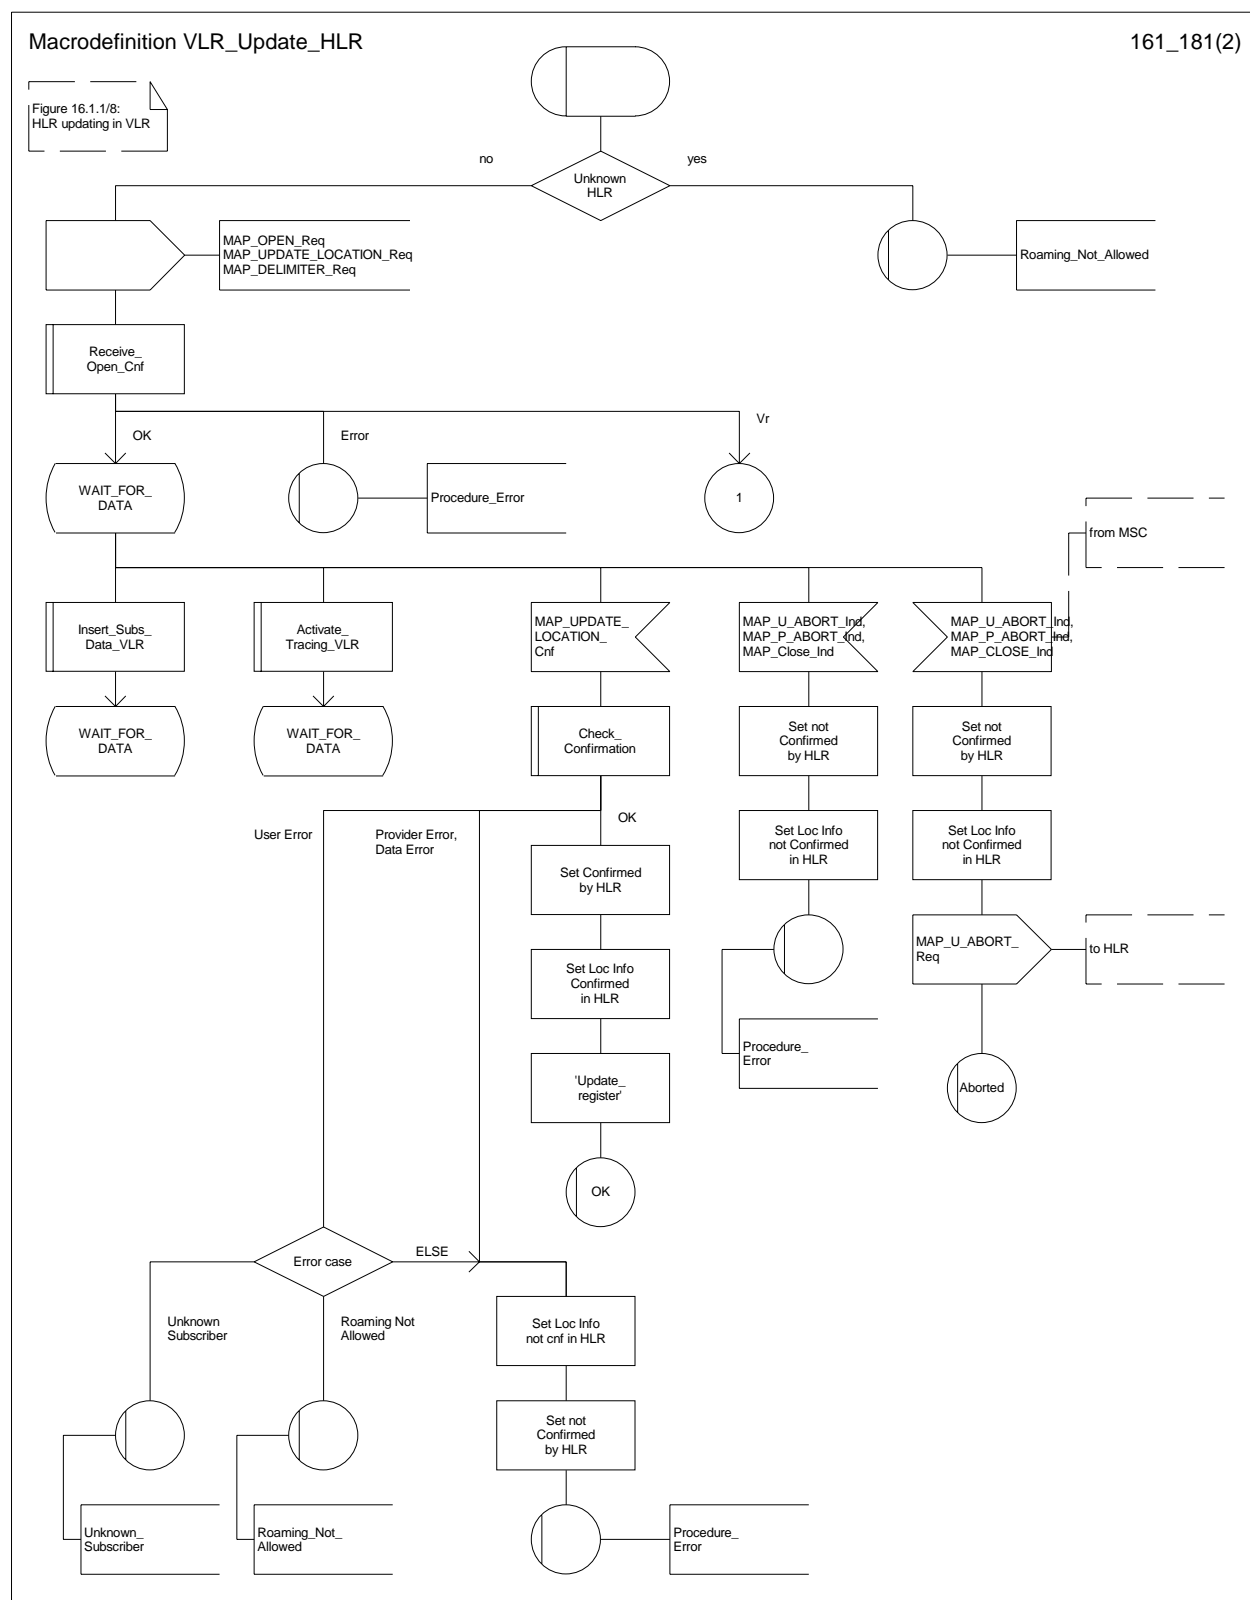 Macrodefinition VLR_Update_HLR
161_181(2)
Figure 16.1.1/8:
HLR updating in VLR
no
yes
Unknown
HLR
MAP_OPEN_Req
MAP_UPDATE_LOCATION_Req
MAP_DELIMITER_Req
Roaming_Not_Allowed
Receive_
Open_Cnf
OK
Error
Vr
WAIT_FOR_
DATA
Procedure_Error
1
from MSC
Insert_Subs_
Data_VLR
Activate_
Tracing_VLR
MAP_UPDATE_
LOCATION_
Cnf
MAP_U_ABORT_Ind,
MAP_P_ABORT_Ind,
MAP_Close_Ind
MAP_U_ABORT_Ind,
MAP_P_ABORT_Ind,
MAP_CLOSE_Ind
WAIT_FOR_
DATA
WAIT_FOR_
DATA
Check_
Confirmation
Set not
Confirmed
by HLR
Set not
Confirmed
by HLR
User Error
Provider Error,
Data Error
OK
Set Loc Info
not Confirmed
in HLR
Set Loc Info
not Confirmed
in HLR
Set Confirmed
by HLR
MAP_U_ABORT_
Req
to HLR
Set Loc Info
Confirmed
in HLR
Procedure_
Error
'Update_
register'
Aborted
OK
Error case
ELSE
Unknown
Subscriber
Roaming Not
Allowed
Set Loc Info
not cnf in HLR
Set not
Confirmed
by HLR
Unknown_
Subscriber
Roaming_Not_
Allowed
Procedure_
Error